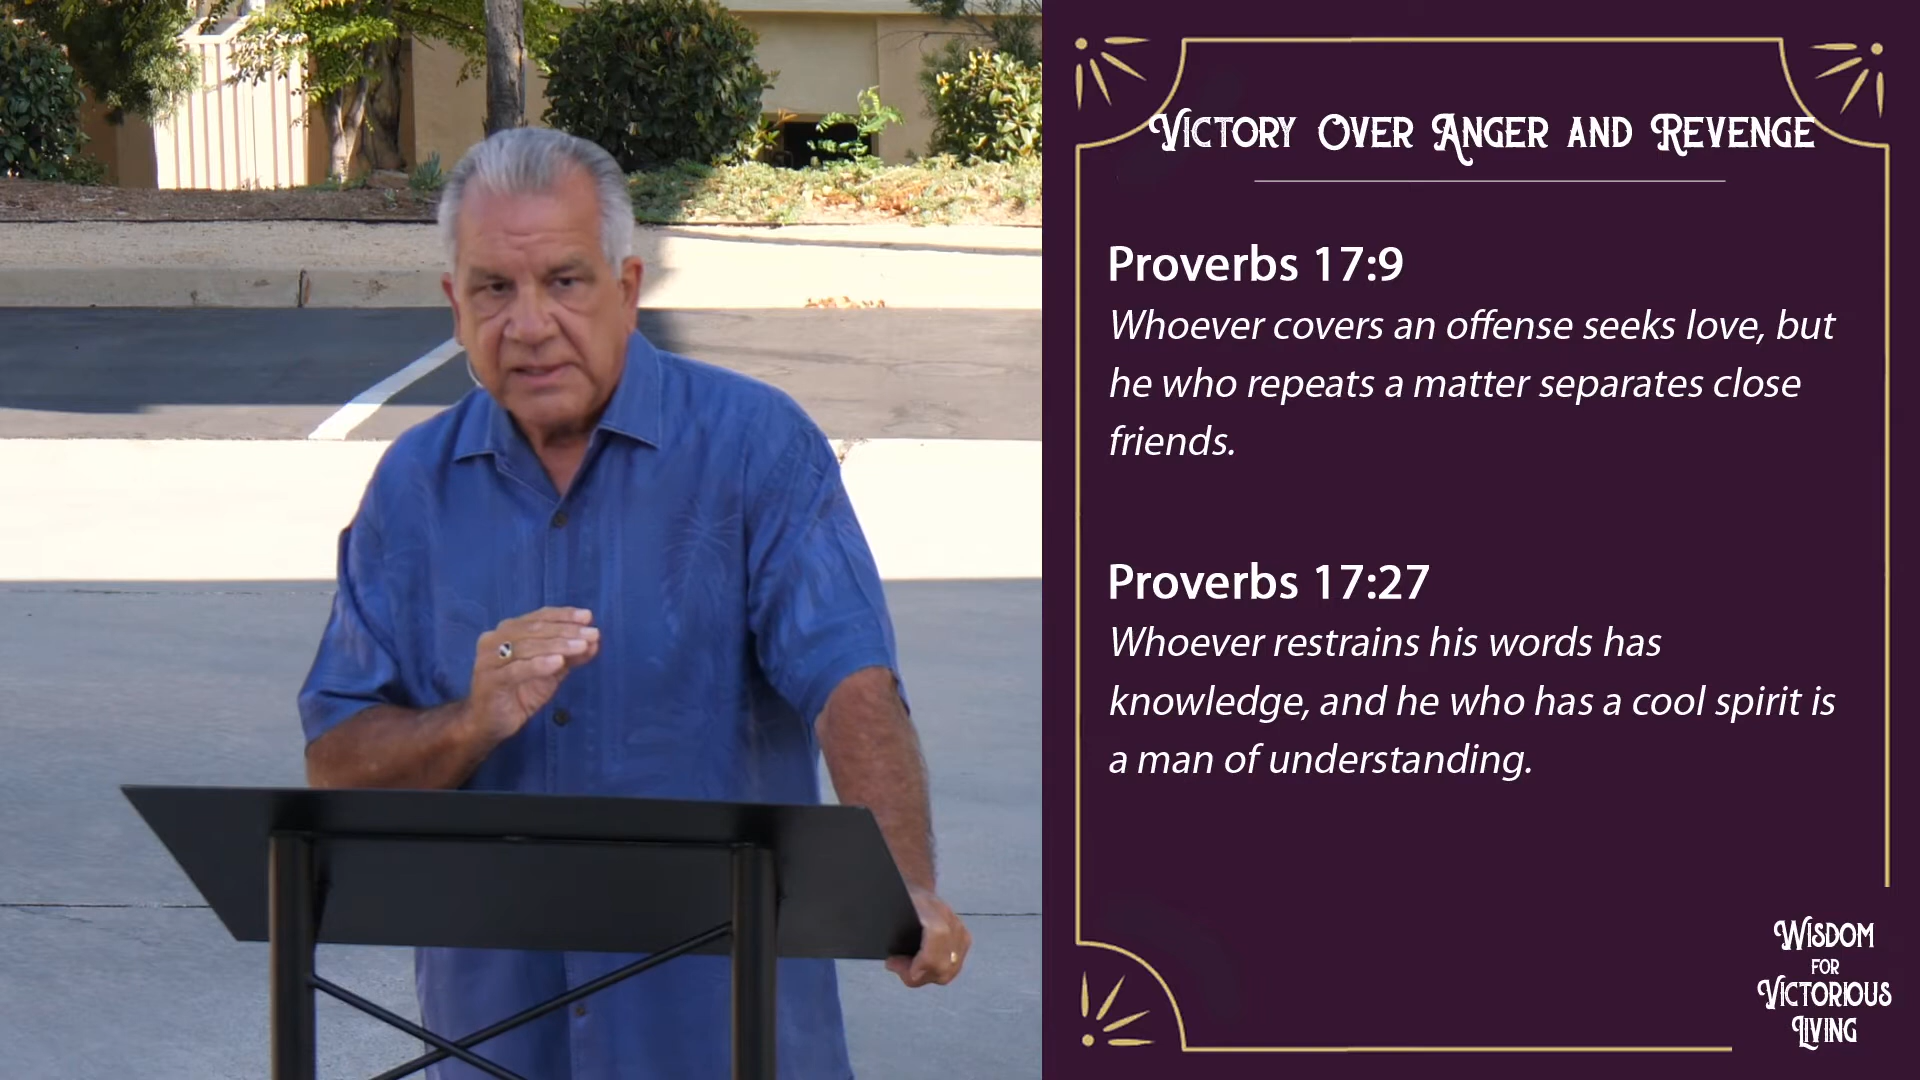 Victory Over Anger and Revenge
Proverbs 17:9
Whoever covers an offense seeks love, but
he who repeats a matter separates close
friends.
Proverbs 17:27
Whoever restrains his words has
knowledge, and he who has a cool spirit is
a man of understanding.
Wisdom
for
Victorious
Living